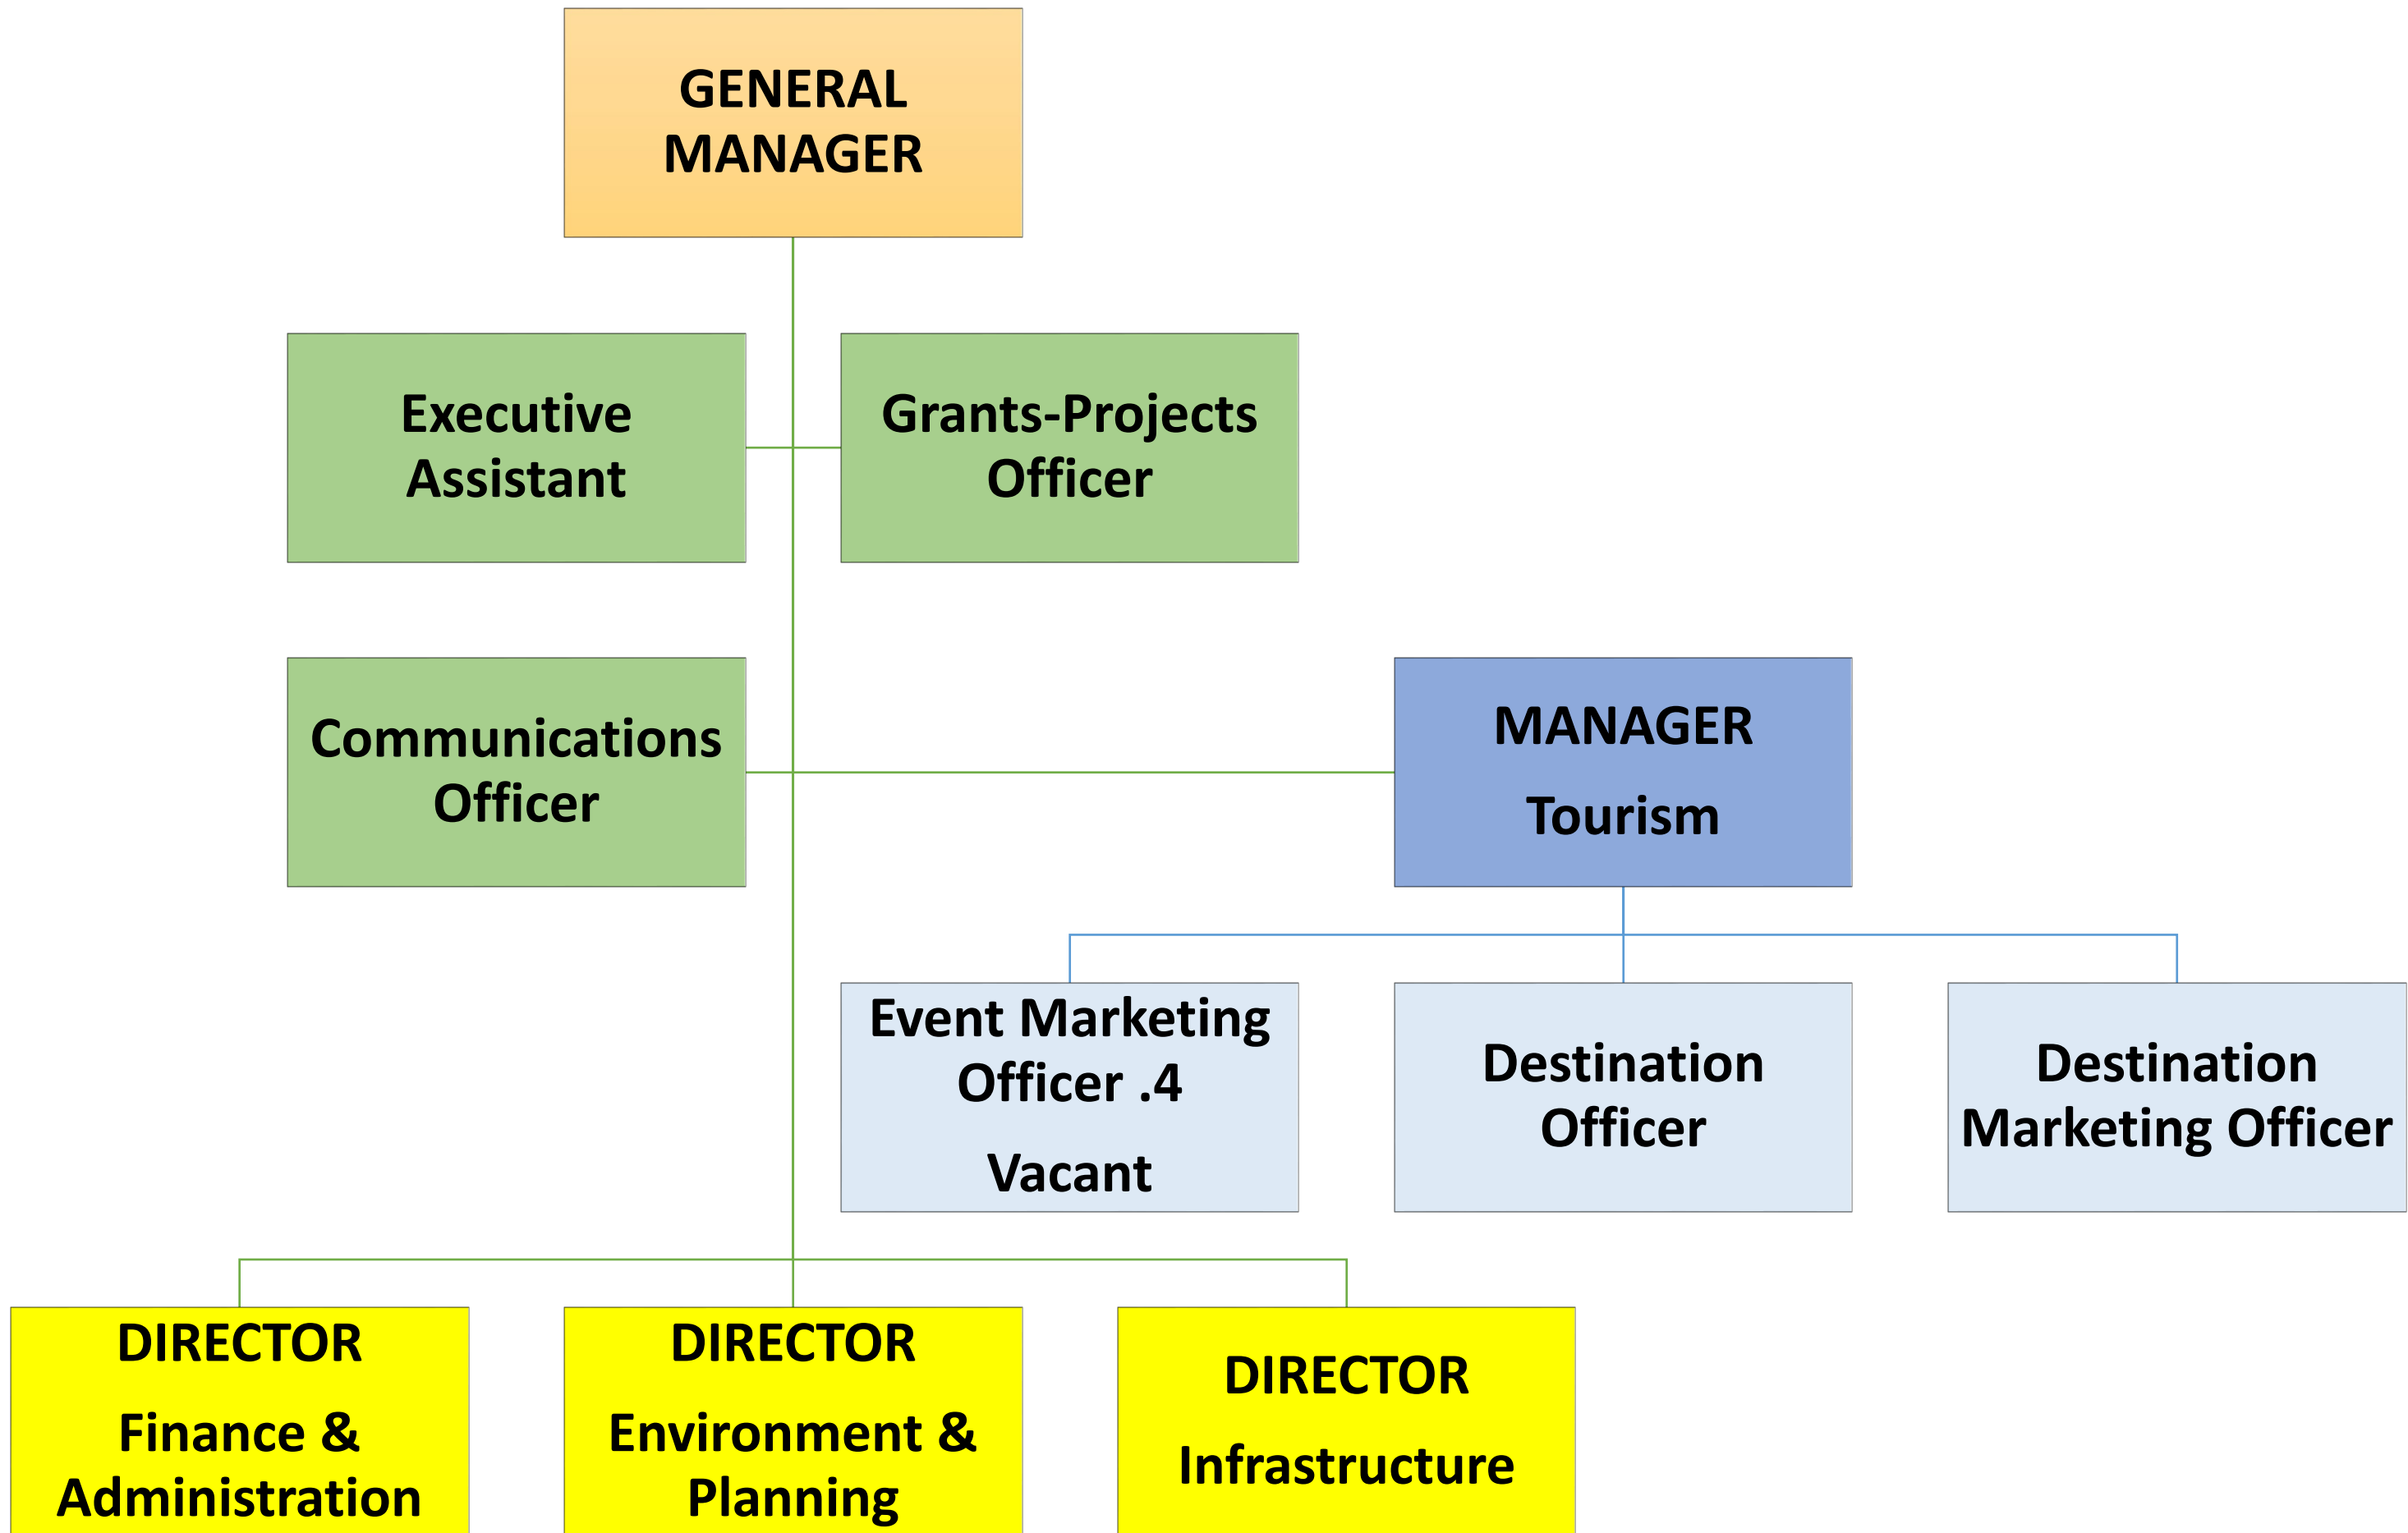 GENERAL
MANAGER
Executive
Assistant
Grants-Projects
Officer
Communications
Officer
MANAGER
Tourism
Event Marketing
Officer .4
Vacant
Destination
Officer
Destination
Marketing Officer
DIRECTOR
Finance &
Administration
DIRECTOR
Environment &
Planning
DIRECTOR
Infrastructure